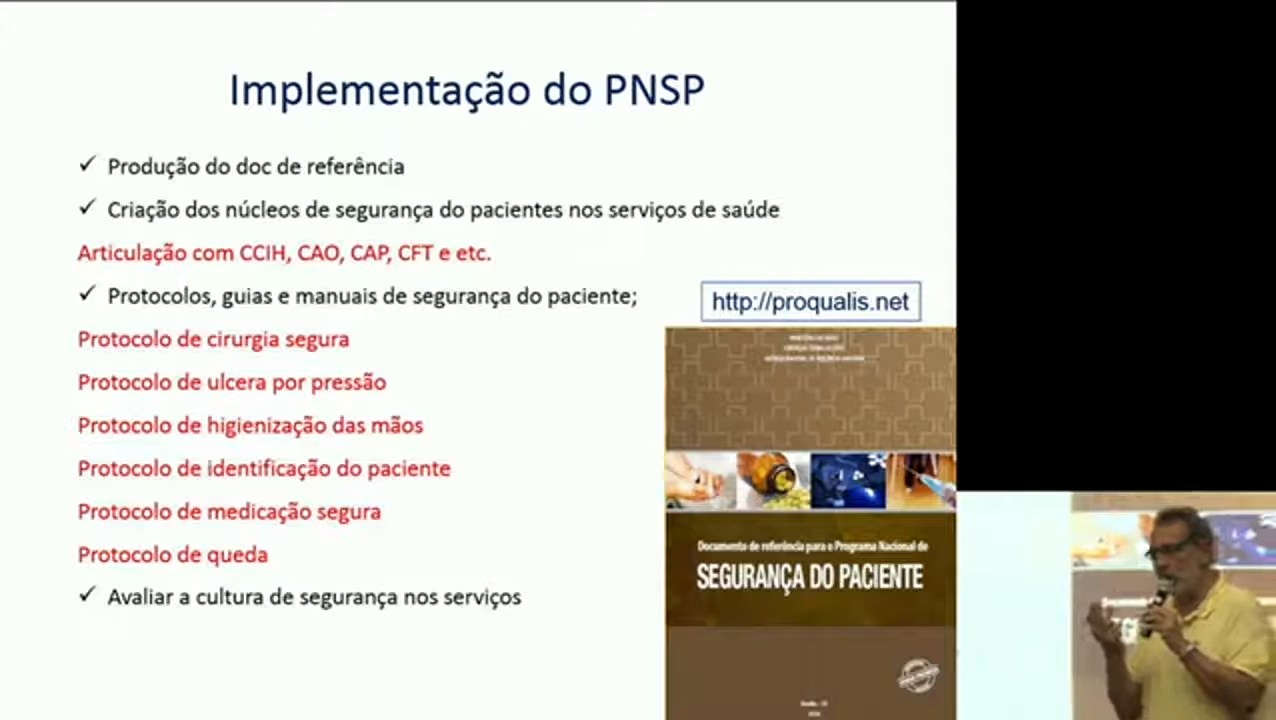 Implementação do PNSP
✓ Produção do doc de referência
✓ Criação dos núcleos de segurança do pacientes nos serviços de saúde
Articulação com CCIH, CAO, CAP, CFT e etc.
✓ Protocolos, guias e manuais de segurança do paciente;
http://proqualis.net
Protocolo de cirurgia segura
Protocolo de ulcera por pressão
Protocolo de higienização das mãos
Protocolo de identificação do paciente
Protocolo de medicação segura
Protocolo de queda
✓ Avaliar a cultura de segurança nos serviços
Documento de referência para o Programa Nacional de
SEGURANÇA DO PACIENTE